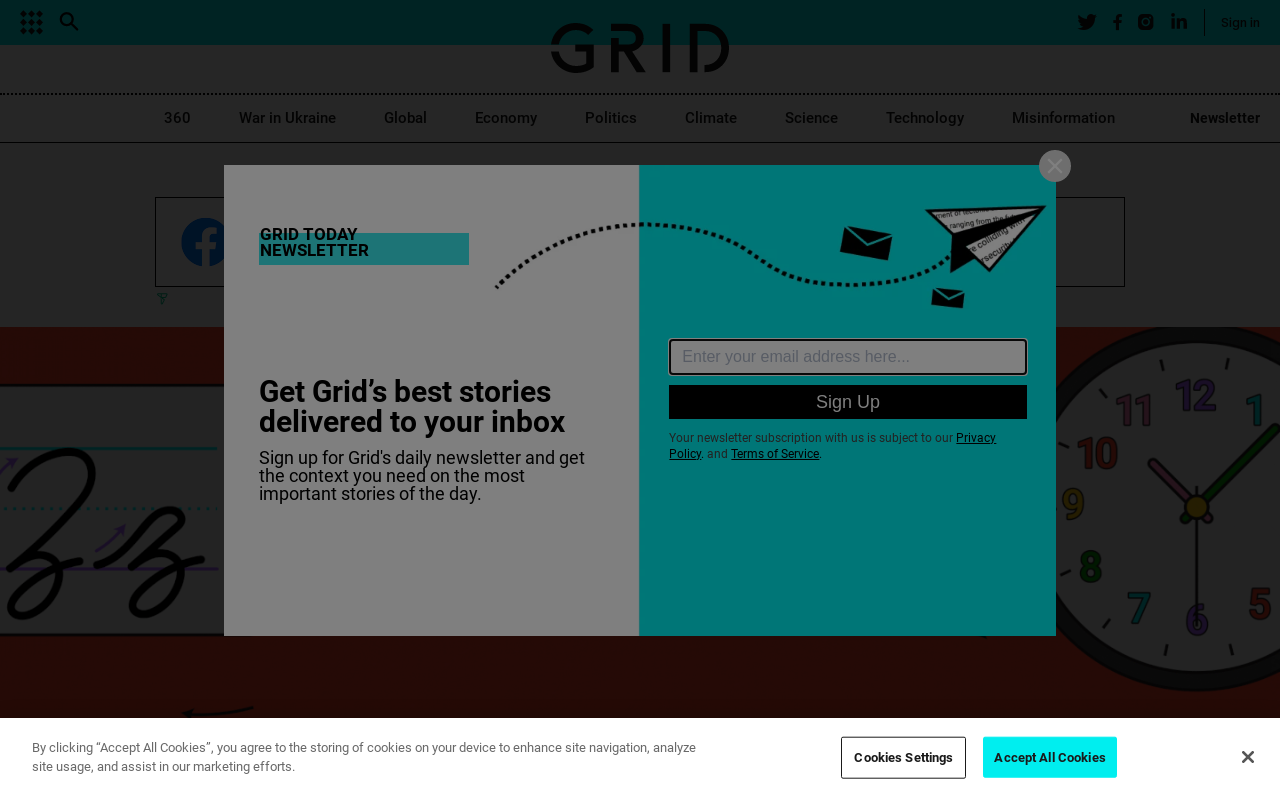 GRID
Sign in
360 War in Ukraine Global Economy Politics Climate Science Technology Misinformation Newsletter
GRID TODAY
NEWSLETTER
Get Grid’s best stories
delivered to your inbox
Sign up for Grid's daily newsletter and get
the context you need on the most
important stories of the day.
Enter your email address here...
Sign Up
Your newsletter subscription with us is subject to our Privacy
Policy. and Terms of Service.
12
11 1
10
9
8
7 6 5
By clicking “Accept All Cookies”, you agree to the storing of cookies on your device to enhance site navigation, analyze
site usage, and assist in our marketing efforts.
Cookies Settings
Accept All Cookies